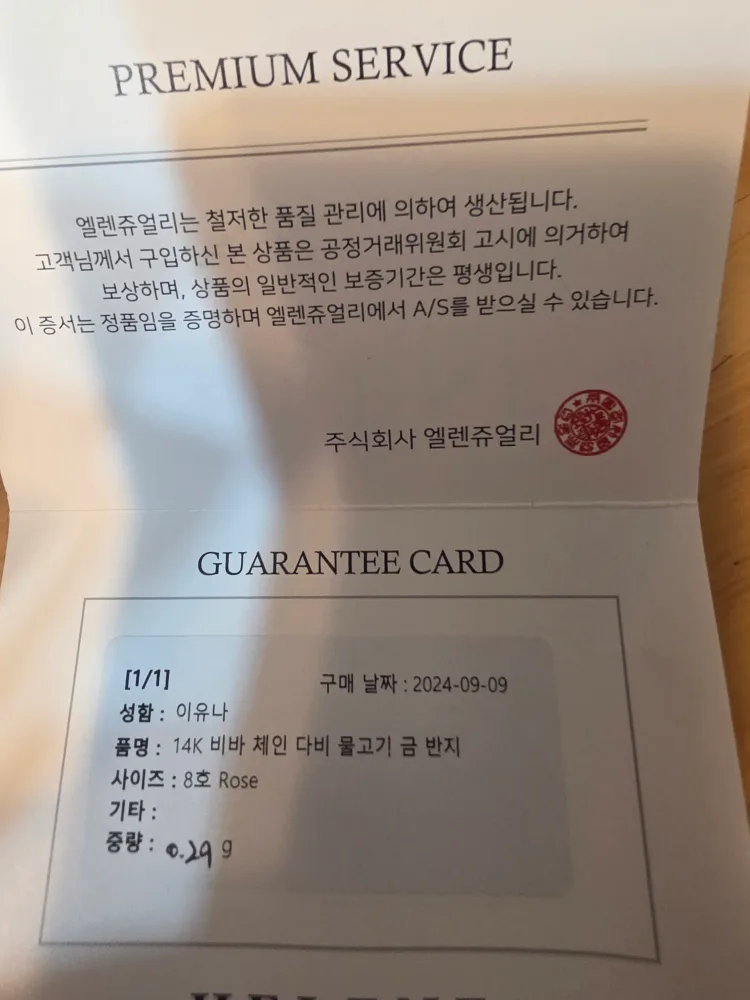 PREMIUM SERVICE
엘렌쥬얼리는 철저한 품질 관리에 의하여 생산됩니다.
고객님께서 구입하신 본 상품은 공정거래위원회 고시에 의거하여
보상하며, 상품의 일반적인 보증기간은 평생입니다.
이 증서는 정품임을 증명하며 엘렌쥬얼리에서 A/S를 받으실 수 있습니다.
주식회사 엘렌쥬얼리
GUARANTEE CARD
[1/1] 구매 날짜 : 2024-09-09
성함 : 이유나
품명 : 14K 비바 체인 다비 물고기 금 반지
사이즈 : 8호 Rose
기타 :
중량 : 0.29 g